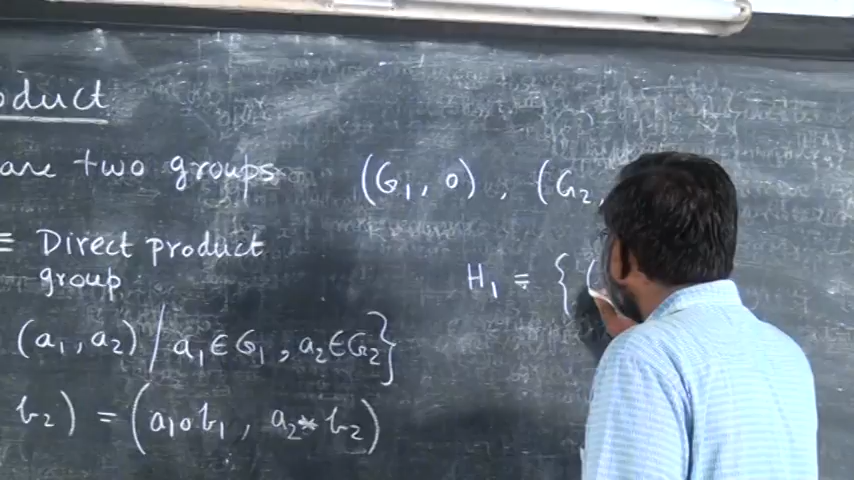 oduct
are two groups
(G₁, o), (G₂,
≡ Direct product
group
H₁ = {(
(a₁, a₂) / a₁ ∈ G₁, a₂ ∈ G₂}
b₂) = (a₁ o b₁, a₂ * b₂)